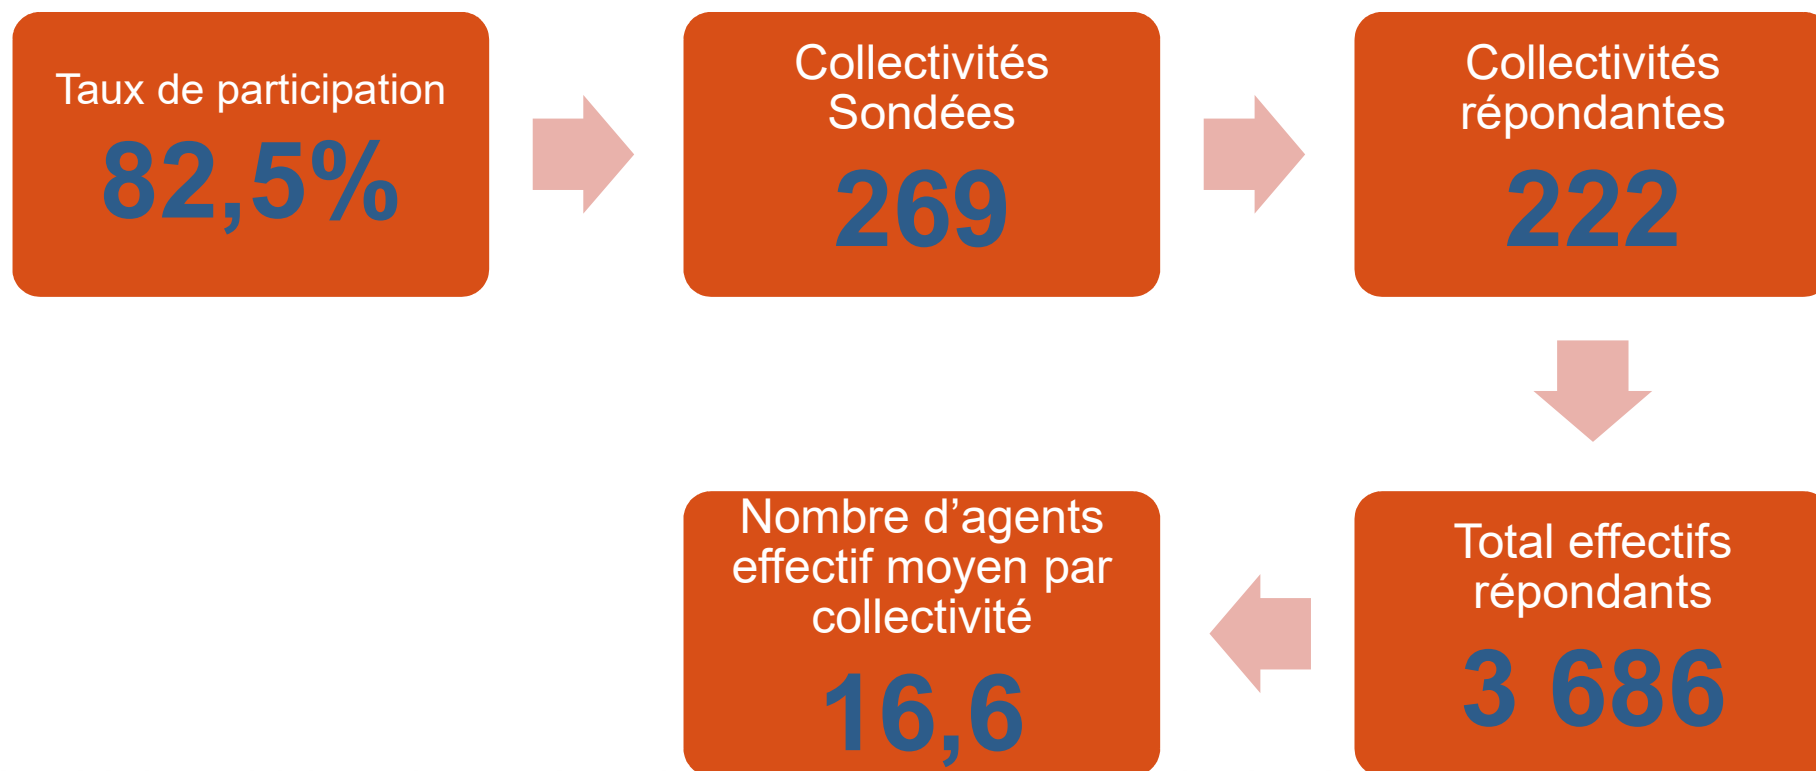 Taux de participation
82,5%
Collectivités
Sondées
269
Collectivités
répondantes
222
Total effectifs
répondants
3 686
Nombre d’agents
effectif moyen par
collectivité
16,6